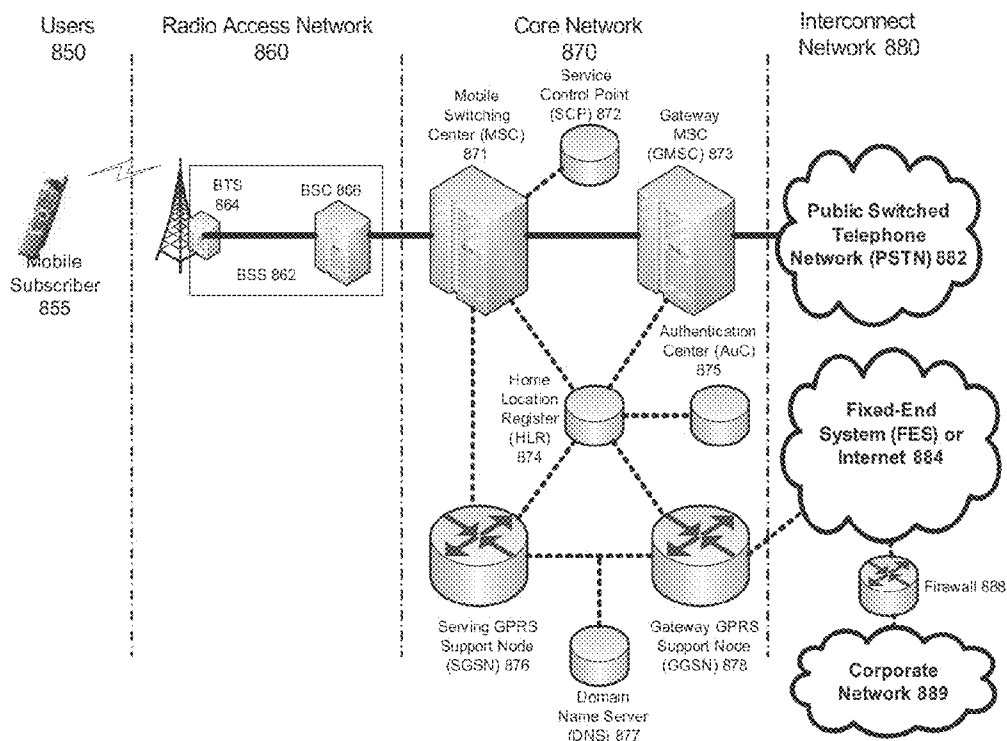 Users
850
Radio Access Network
860
Core Network
870
Interconnect
Network 880
Mobile
Switching
Center (MSC)
871
Service
Control Point
(SCP) 872
Gateway
MSC
(GMSC) 873
BTS
864
BSC 866
BSS 862
Mobile
Subscriber
855
Public Switched
Telephone
Network (PSTN) 882
Authentication
Center (AuC)
875
Home
Location
Register
(HLR)
874
Fixed-End
System (FES) or
Internet 884
Firewall 888
Serving GPRS
Support Node
(SGSN) 876
Gateway GPRS
Support Node
(GGSN) 878
Domain
Name Server
(DNS) 877
Corporate
Network 889